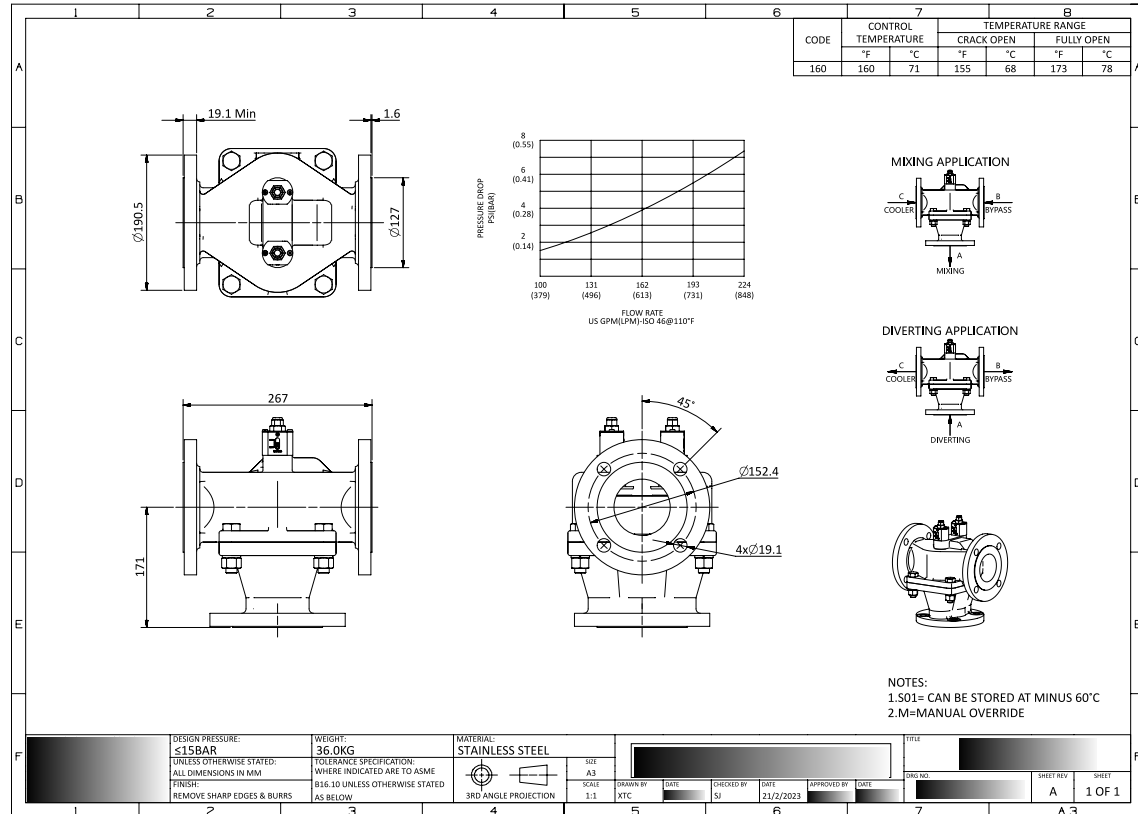 1 2 3 4 5 6 7 8
A
B
C
D
E
F
CODE CONTROL TEMPERATURE TEMPERATURE RANGE
CRACK OPEN FULLY OPEN
°F °C °F °C °F °C
160 160 71 155 68 173 78
19.1 Min
1.6
Ø190.5
Ø127
PRESSURE DROP
PSI(BAR)
8
(0.55)
6
(0.41)
4
(0.28)
2
(0.14)
100 131 162 193 224
(379) (496) (613) (731) (848)
FLOW RATE
US GPM(LPM)-ISO 46@110°F
MIXING APPLICATION
C B
COOLER BYPASS
A
MIXING
DIVERTING APPLICATION
C B
COOLER BYPASS
A
DIVERTING
267
171
45°
Ø152.4
4xØ19.1
NOTES:
1.S01= CAN BE STORED AT MINUS 60°C
2.M=MANUAL OVERRIDE
DESIGN PRESSURE:
≤15BAR
UNLESS OTHERWISE STATED:
ALL DIMENSIONS IN MM
FINISH:
REMOVE SHARP EDGES & BURRS
WEIGHT:
36.0KG
TOLERANCE SPECIFICATION:
WHERE INDICATED ARE TO ASME
B16.10 UNLESS OTHERWISE STATED
AS BELOW
MATERIAL:
STAINLESS STEEL
3RD ANGLE PROJECTION
SIZE
A3
SCALE
1:1
DRAWN BY
XTC
DATE
CHECKED BY
SJ
DATE
21/2/2023
APPROVED BY
DATE
TITLE
DRG NO.
SHEET REV
A
SHEET
1 OF 1
A
B
C
D
E
F
1 2 3 4 5 6 7 A3